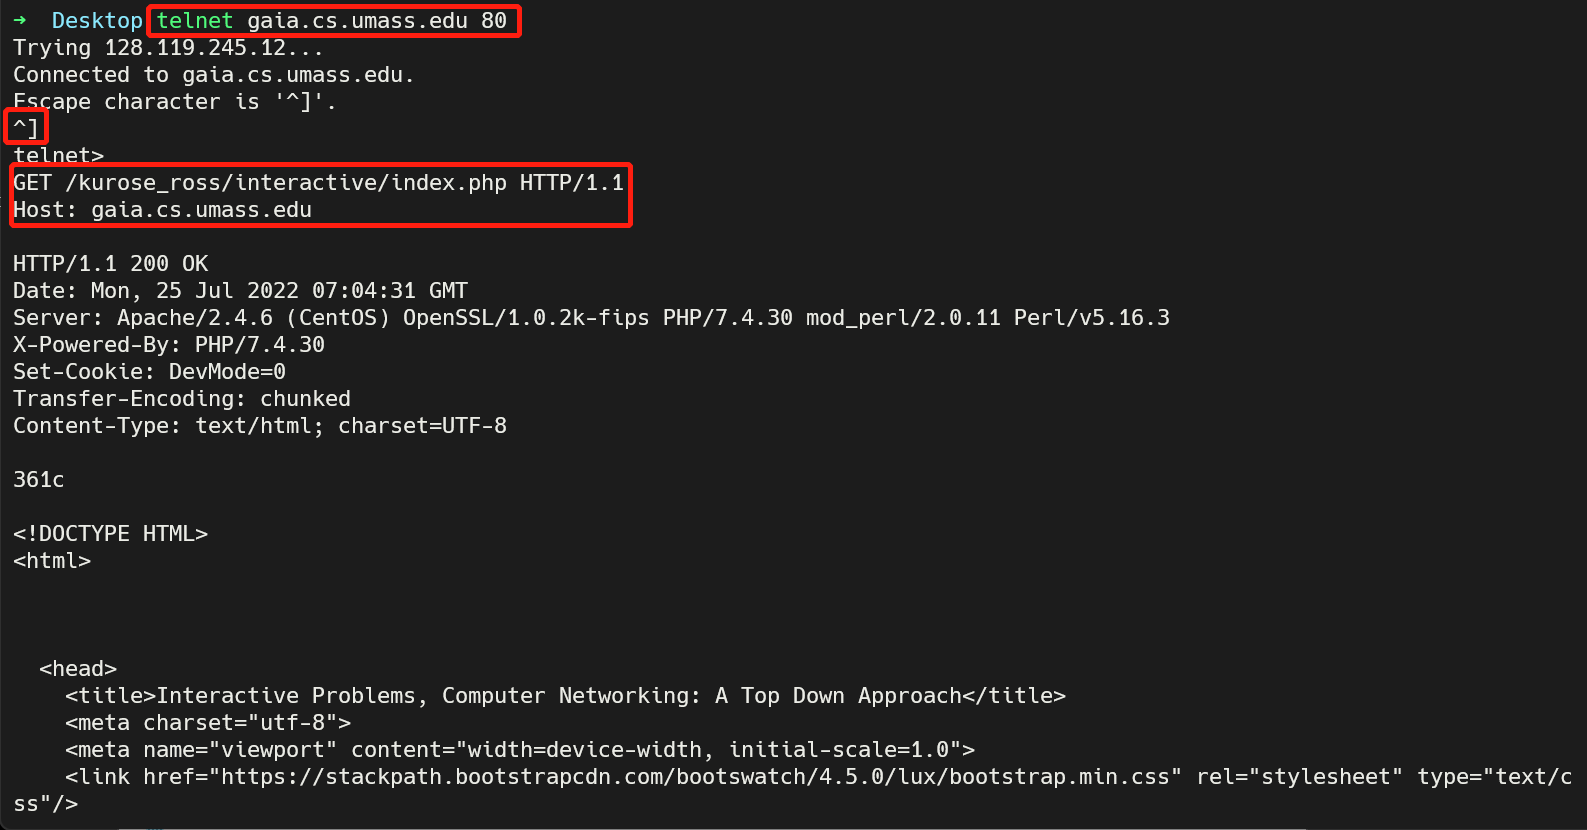 → Desktop telnet gaia.cs.umass.edu 80
Trying 128.119.245.12...
Connected to gaia.cs.umass.edu.
Escape character is '^]'.
^]
telnet>
GET /kurose_ross/interactive/index.php HTTP/1.1
Host: gaia.cs.umass.edu
HTTP/1.1 200 OK
Date: Mon, 25 Jul 2022 07:04:31 GMT
Server: Apache/2.4.6 (CentOS) OpenSSL/1.0.2k-fips PHP/7.4.30 mod_perl/2.0.11 Perl/v5.16.3
X-Powered-By: PHP/7.4.30
Set-Cookie: DevMode=0
Transfer-Encoding: chunked
Content-Type: text/html; charset=UTF-8
361c
<!DOCTYPE HTML>
<html>
<head>
<title>Interactive Problems, Computer Networking: A Top Down Approach</title>
<meta charset="utf-8">
<meta name="viewport" content="width=device-width, initial-scale=1.0">
<link href="https://stackpath.bootstrapcdn.com/bootswatch/4.5.0/lux/bootstrap.min.css" rel="stylesheet" type="text/c
ss"/>